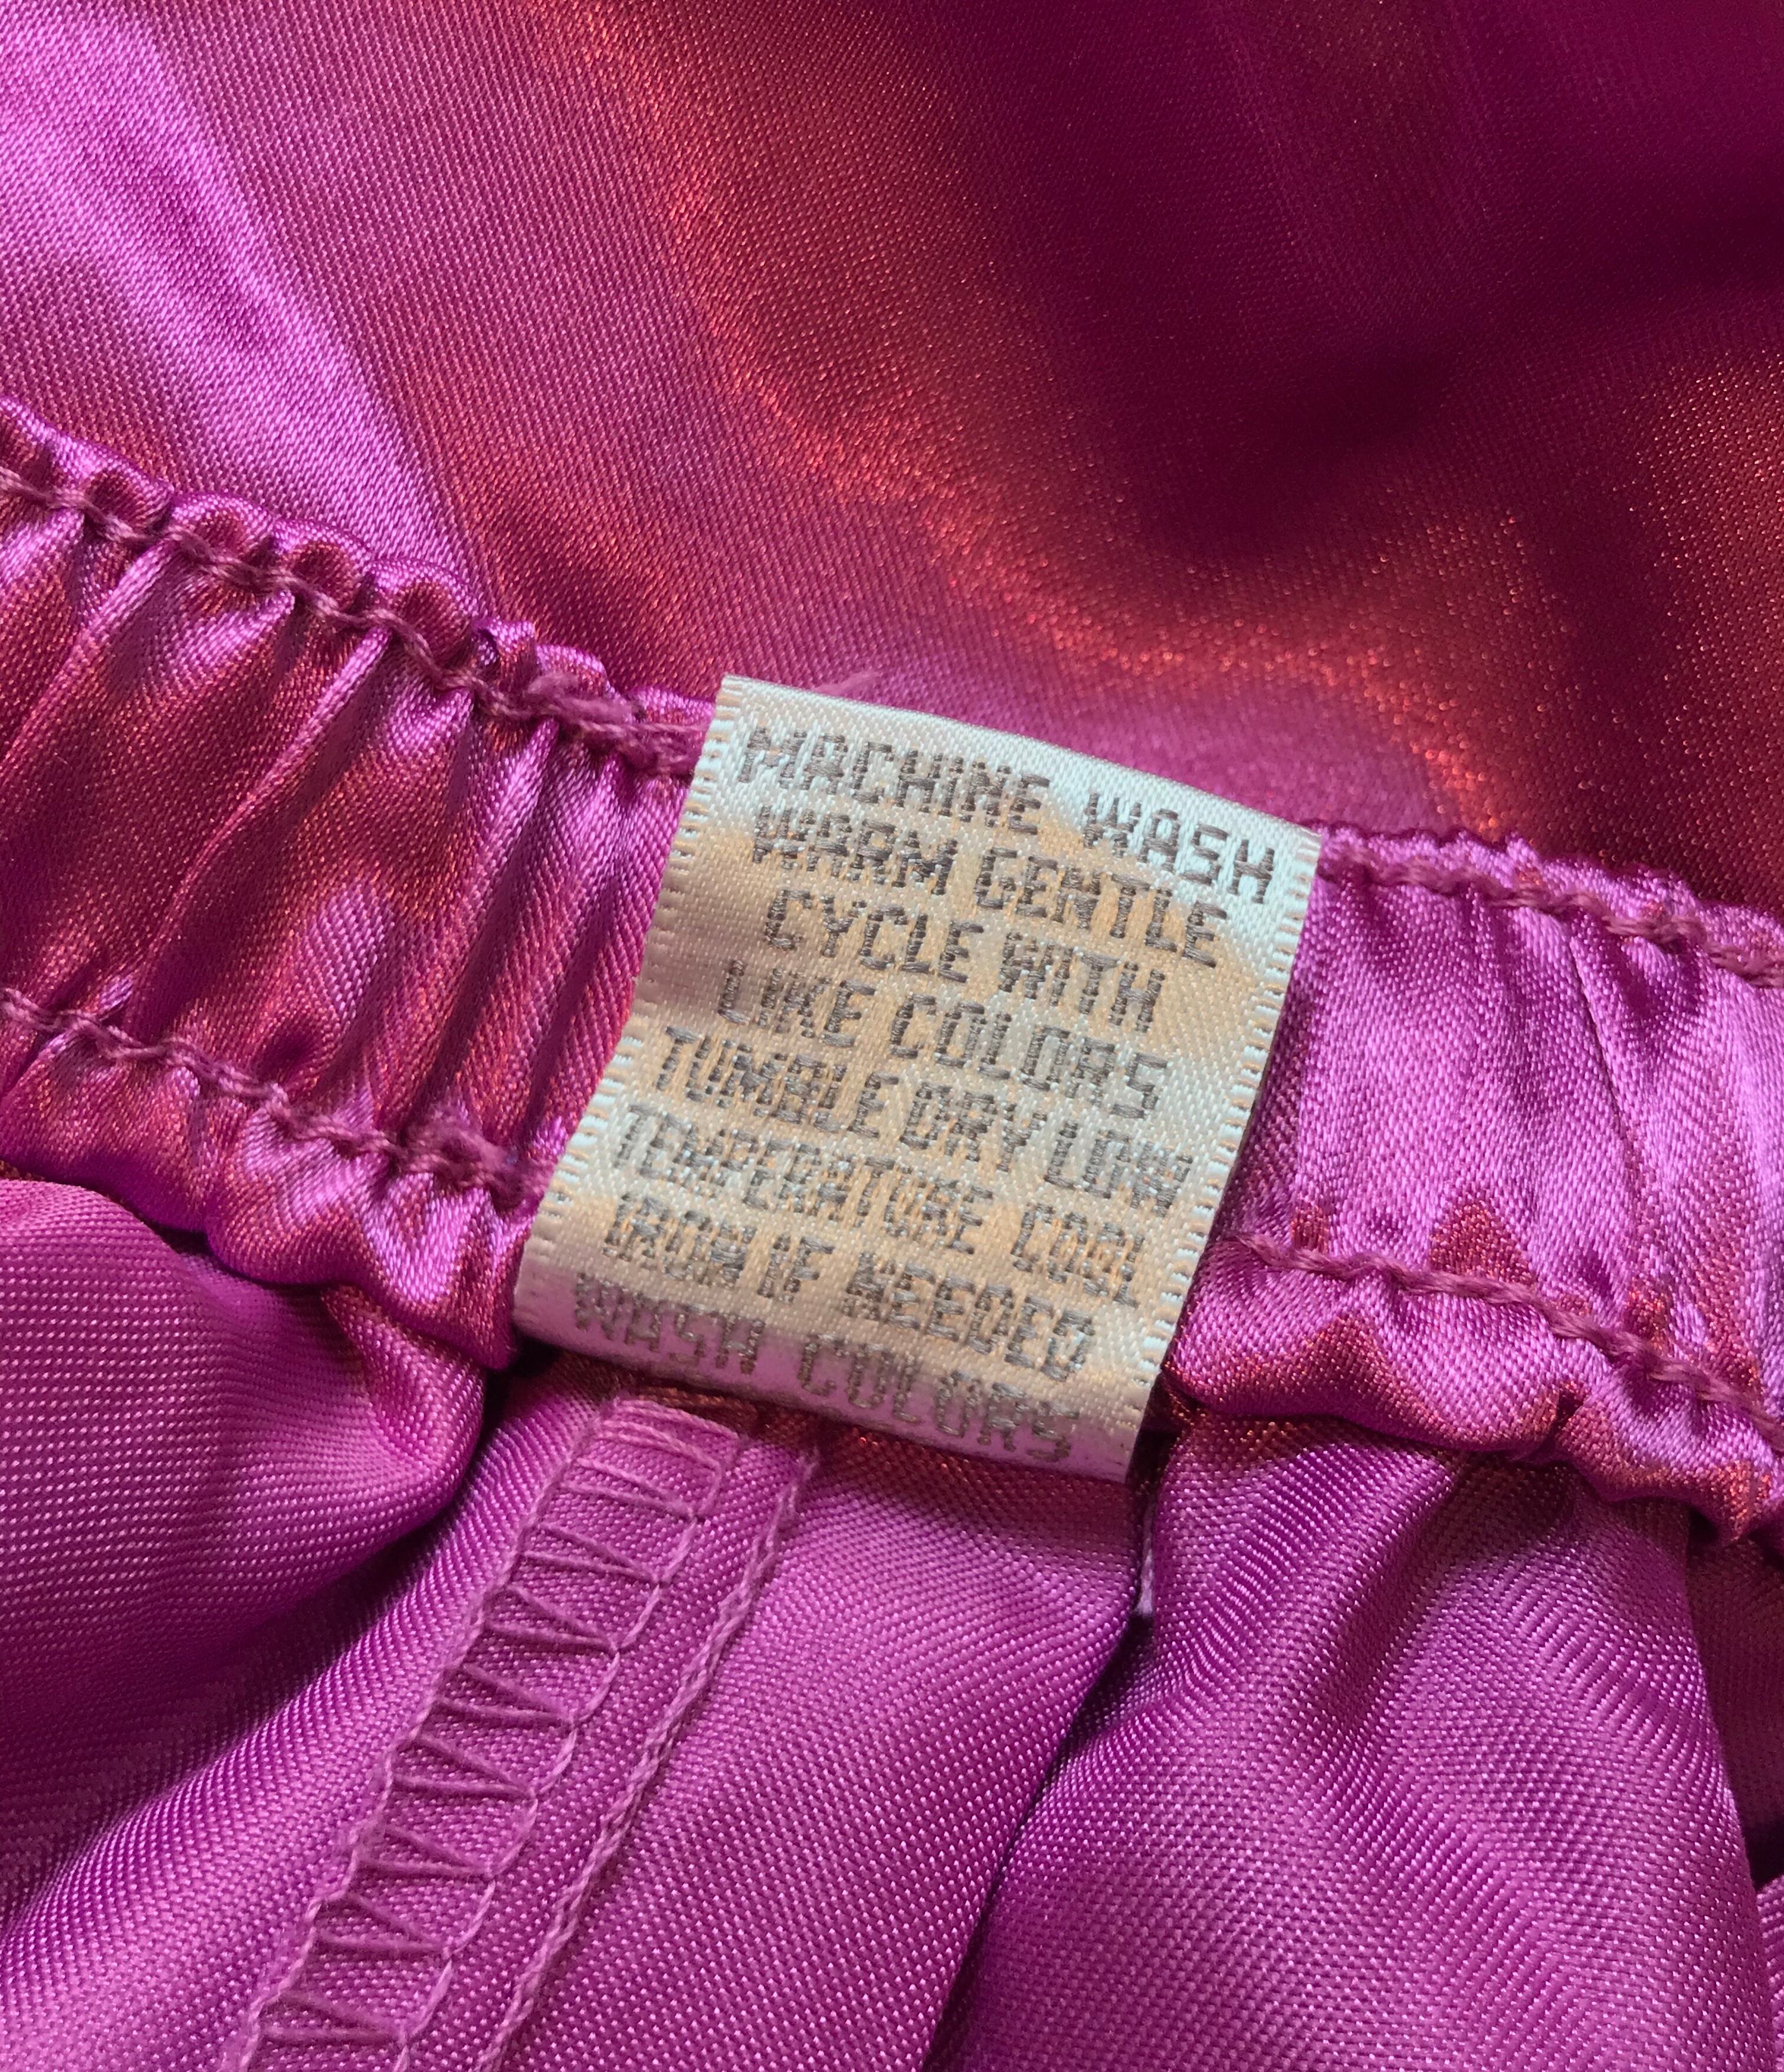 MACHINE WASH
WARM GENTLE
CYCLE WITH
LIKE COLORS
TUMBLE DRY LOW
TEMPERATURE COOL
IRON IF NEEDED
WASH COLORS